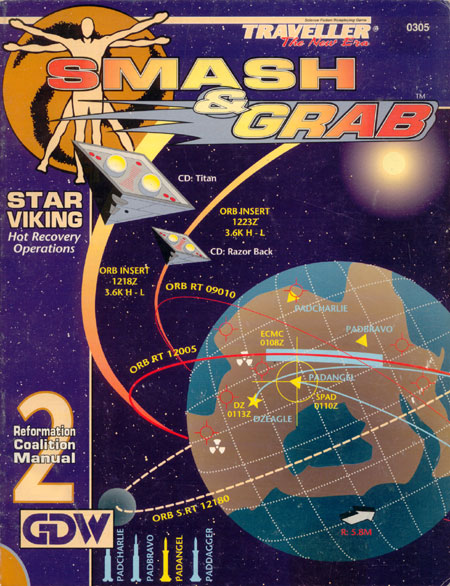 Science-Fiction Roleplaying Game
TRAVELLER®
The New Era
0305
SMASH
& GRAB™
STAR
VIKING
Hot Recovery
Operations
CD: Titan
ORB INSERT
1223Z
3.6K H - L
CD: Razor Back
ORB INSERT
1218Z
3.6K H - L
ORB RT 09010
PADCHARLIE
ECMC
0108Z
PADBRAVO
ORB RT 12005
PADANGEL
DZ
0113Z
SPAD
0110Z
DZEAGLE
2
Reformation
Coalition
Manual
GDW
ORB S.RT 12180
R: 5.8M
PADCHARLIE
PADBRAVO
PADANGEL
PADDAGGER